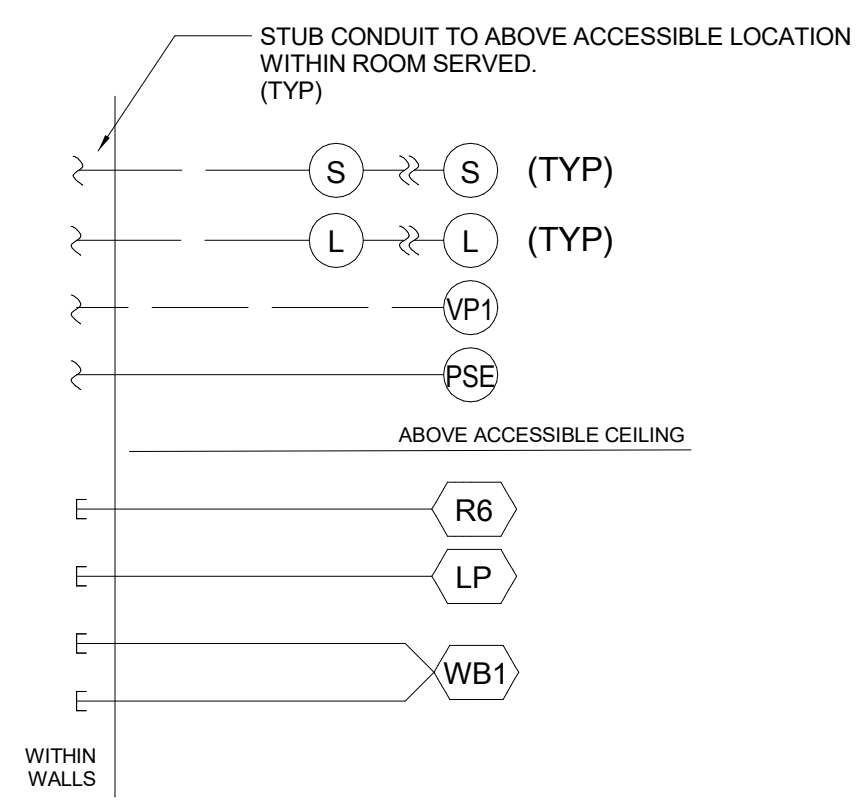 STUB CONDUIT TO ABOVE ACCESSIBLE LOCATION
WITHIN ROOM SERVED.
(TYP)
S S (TYP)
L L (TYP)
VP1
PSE
ABOVE ACCESSIBLE CEILING
R6
LP
WB1
WITHIN
WALLS